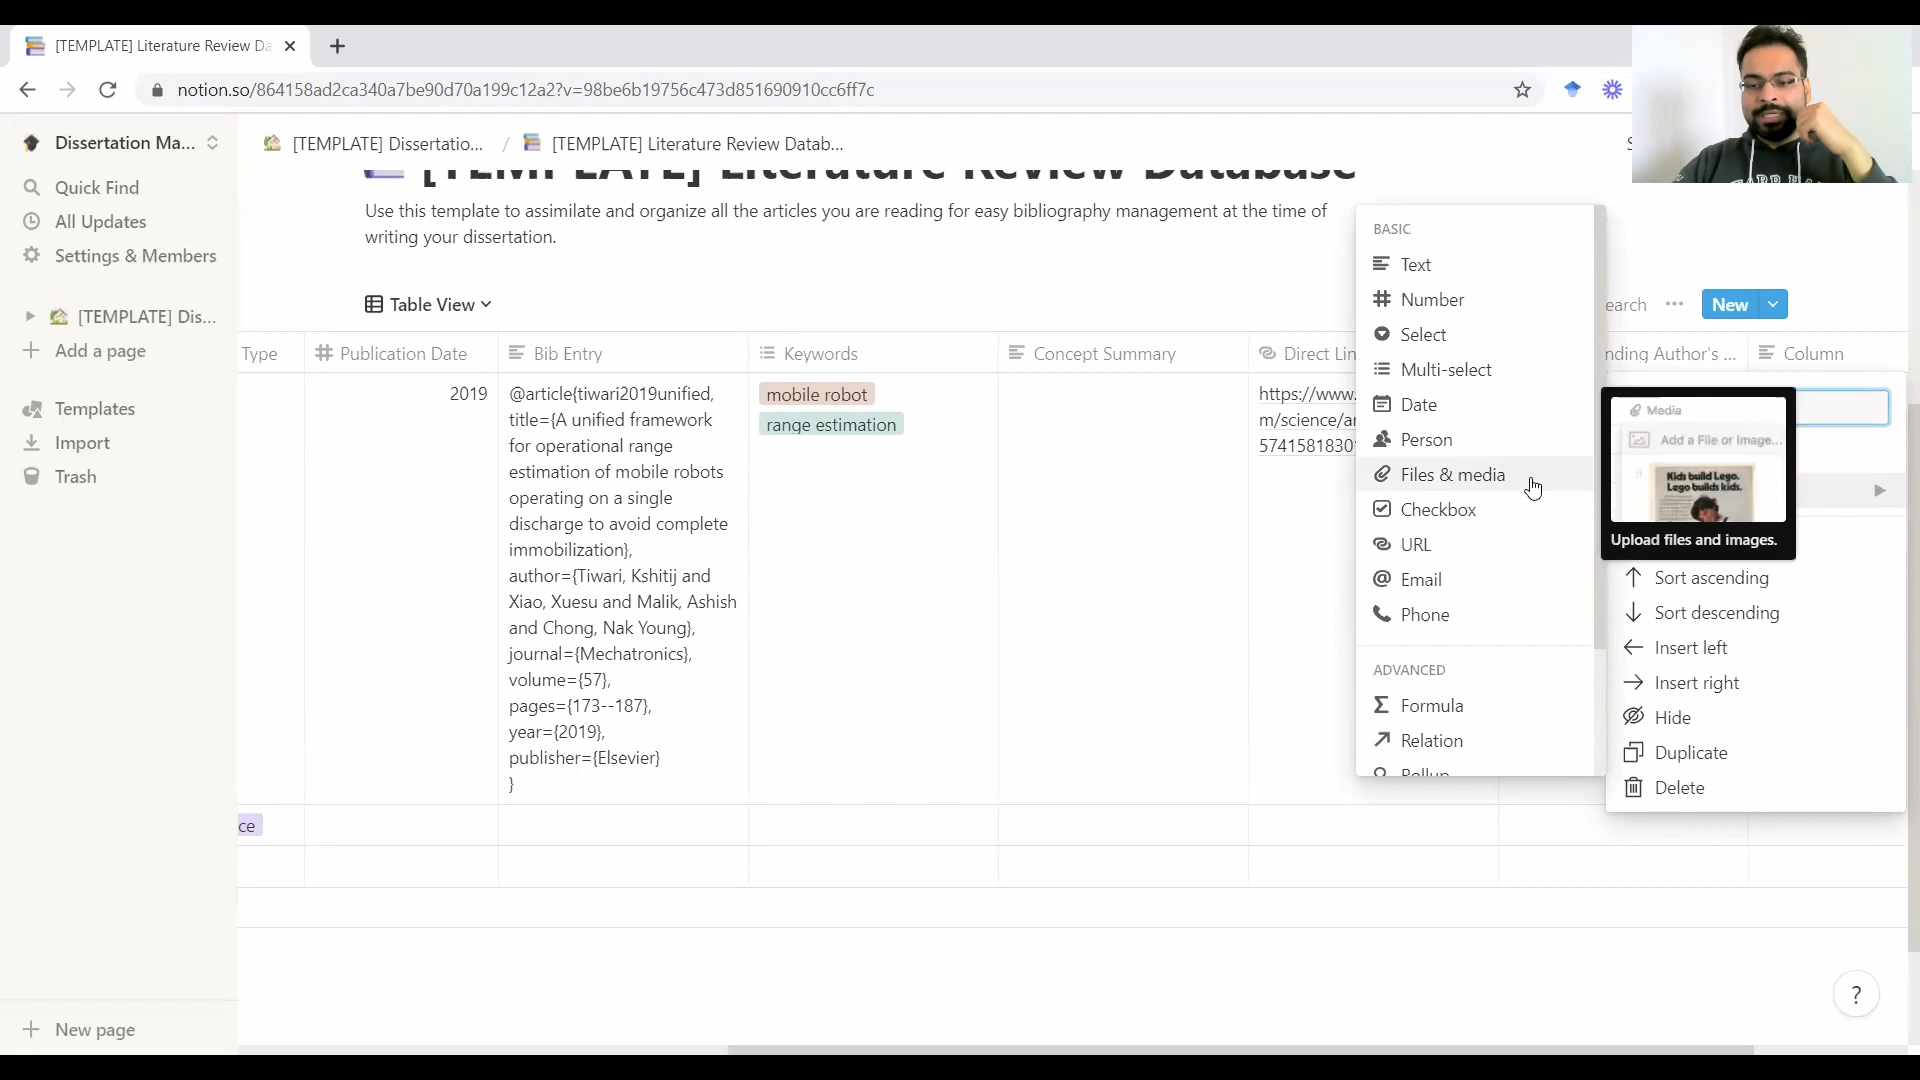 [TEMPLATE] Literature Review Da
notion.so/864158ad2ca340a7be90d70a199c12a2?v=98be6b19756c473d851690910cc6ff7c
Dissertation Ma...
Quick Find
All Updates
Settings & Members
[TEMPLATE] Dis...
Add a page
Templates
Import
Trash
New page
[TEMPLATE] Dissertatio... / [TEMPLATE] Literature Review Datab...
[TEMPLATE] Literature Review Database
Use this template to assimilate and organize all the articles you are reading for easy bibliography management at the time of
writing your dissertation.
Table View
earch
New
Type
Publication Date
Bib Entry
Keywords
Concept Summary
Direct Lin
nding Author's ...
Column
2019
@article{tiwari2019unified,
title={A unified framework
for operational range
estimation of mobile robots
operating on a single
discharge to avoid complete
immobilization},
author={Tiwari, Kshitij and
Xiao, Xuesu and Malik, Ashish
and Chong, Nak Young},
journal={Mechatronics},
volume={57},
pages={173--187},
year={2019},
publisher={Elsevier}
}
mobile robot
range estimation
https://www.
m/science/ar
57415818301
ce
BASIC
Text
Number
Select
Multi-select
Date
Person
Files & media
Checkbox
URL
Email
Phone
ADVANCED
Formula
Relation
Rollup
Media
Add a File or Image...
Kids build Lego.
Lego builds kids.
Upload files and images.
Sort ascending
Sort descending
Insert left
Insert right
Hide
Duplicate
Delete
?